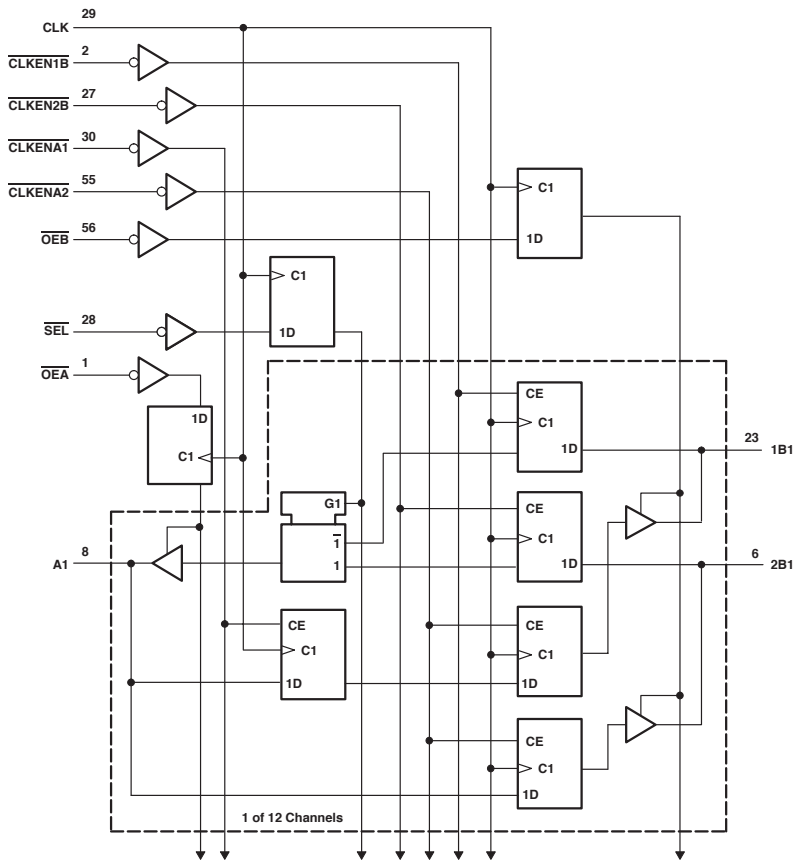 CLK 29
CLKEN1B 2
CLKEN2B 27
CLKENA1 30
CLKENA2 55
C1
OEB 56
1D
C1
SEL 28
1D
OEA 1
1D
CE
C1
C1
1D
23 1B1
G1
CE
1
C1
A1 8
1
1D
6 2B1
CE
CE
C1
C1
1D
1D
CE
C1
1D
1 of 12 Channels